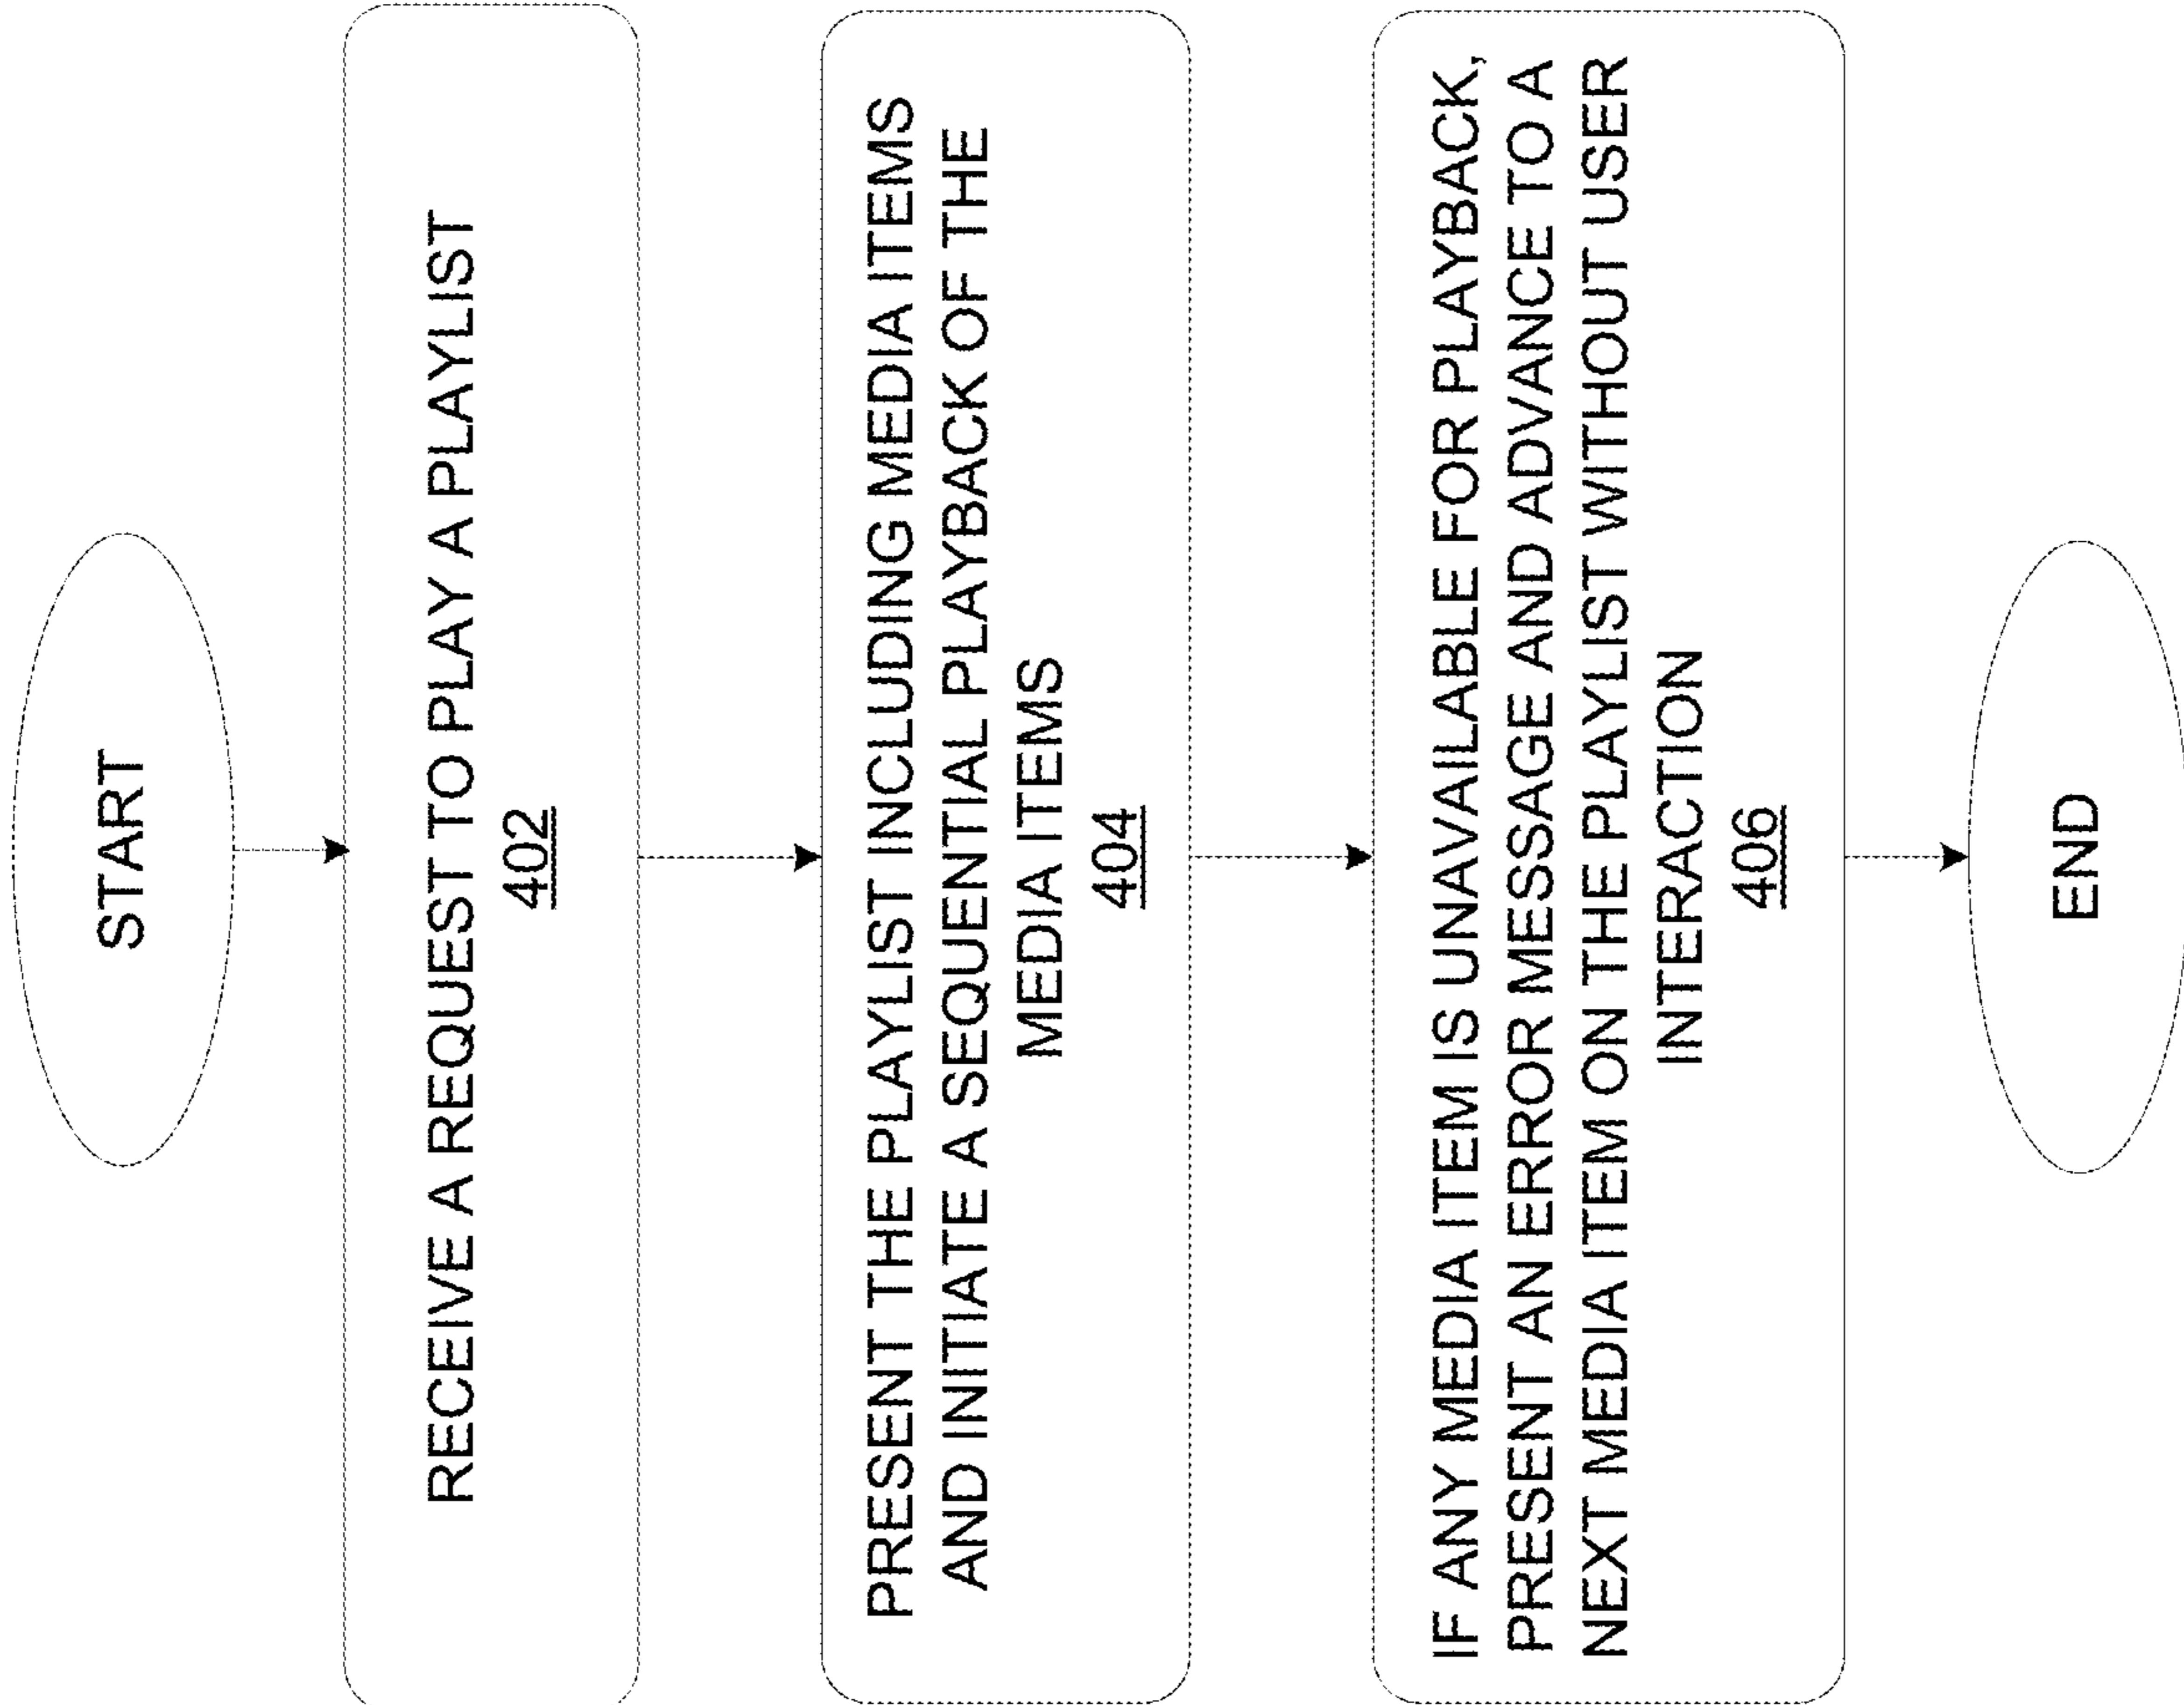 START
RECEIVE A REQUEST TO PLAY A PLAYLIST
402
PRESENT THE PLAYLIST INCLUDING MEDIA ITEMS
AND INITIATE A SEQUENTIAL PLAYBACK OF THE
MEDIA ITEMS
404
IF ANY MEDIA ITEM IS UNAVAILABLE FOR PLAYBACK,
PRESENT AN ERROR MESSAGE AND ADVANCE TO A
NEXT MEDIA ITEM ON THE PLAYLIST WITHOUT USER
INTERACTION
406
END